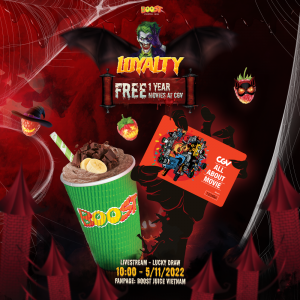 BOOST
LOYALTY
FREE 1 YEAR
MOVIES AT CGV
CGV
ALL
ABOUT
MOVIE
BOOST
LIVESTREAM - LUCKY DRAW
10:00 - 5/11/2022
FANPAGE: BOOST JUICE VIETNAM